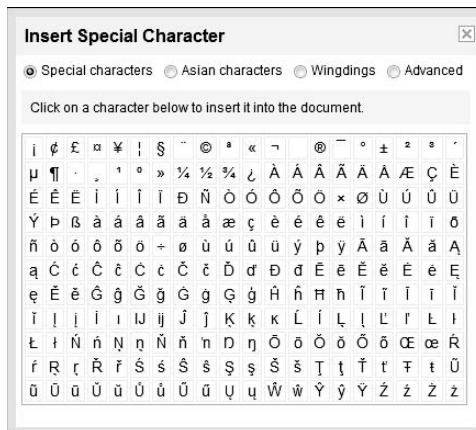 Insert Special Character
Special characters Asian characters Wingdings Advanced
Click on a character below to insert it into the document.
¡ ¢ £ ¤ ¥ ¦ § ¨ © ª « ¬ ® ¯ ° ± ² ³ ´
µ ¶ · ¸ ¹ º » ¼ ½ ¾ ¿ À Á Â Ã Ä Å Æ Ç È
É Ê Ë Ì Í Î Ï Ð Ñ Ò Ó Ô Õ Ö × Ø Ù Ú Û Ü
Ý Þ ß à á â ã ä å æ ç è é ê ë ì í î ï ð
ñ ò ó ô õ ö ÷ ø ù ú û ü ý þ ÿ Ā ā Ă ă Ą
ą Ć ć Ĉ ĉ Ċ ċ Č č Ď ď Đ đ Ē ē Ĕ ĕ Ė ė Ę
ę Ě ě Ĝ ĝ Ğ ğ Ġ ġ Ģ ģ Ĥ ĥ Ħ ħ Ĩ ĩ Ī ī Ĭ
ĭ Į į İ ı Ĳ ĳ Ĵ ĵ Ķ ķ ĸ Ĺ ĺ Ļ ļ Ľ ľ Ŀ ŀ
Ł ł Ń ń Ņ ņ Ň ň ŉ Ŋ ŋ Ō ō Ŏ ŏ Ő ő Œ œ Ŕ
ŕ Ŗ ŗ Ř ř Ś ś Ŝ ŝ Ş ş Š š Ţ ţ Ť ť Ŧ ŧ Ũ
ũ Ū ū Ŭ ŭ Ů ů Ű ű Ų ų Ŵ ŵ Ŷ ŷ Ÿ Ź ź Ż ż